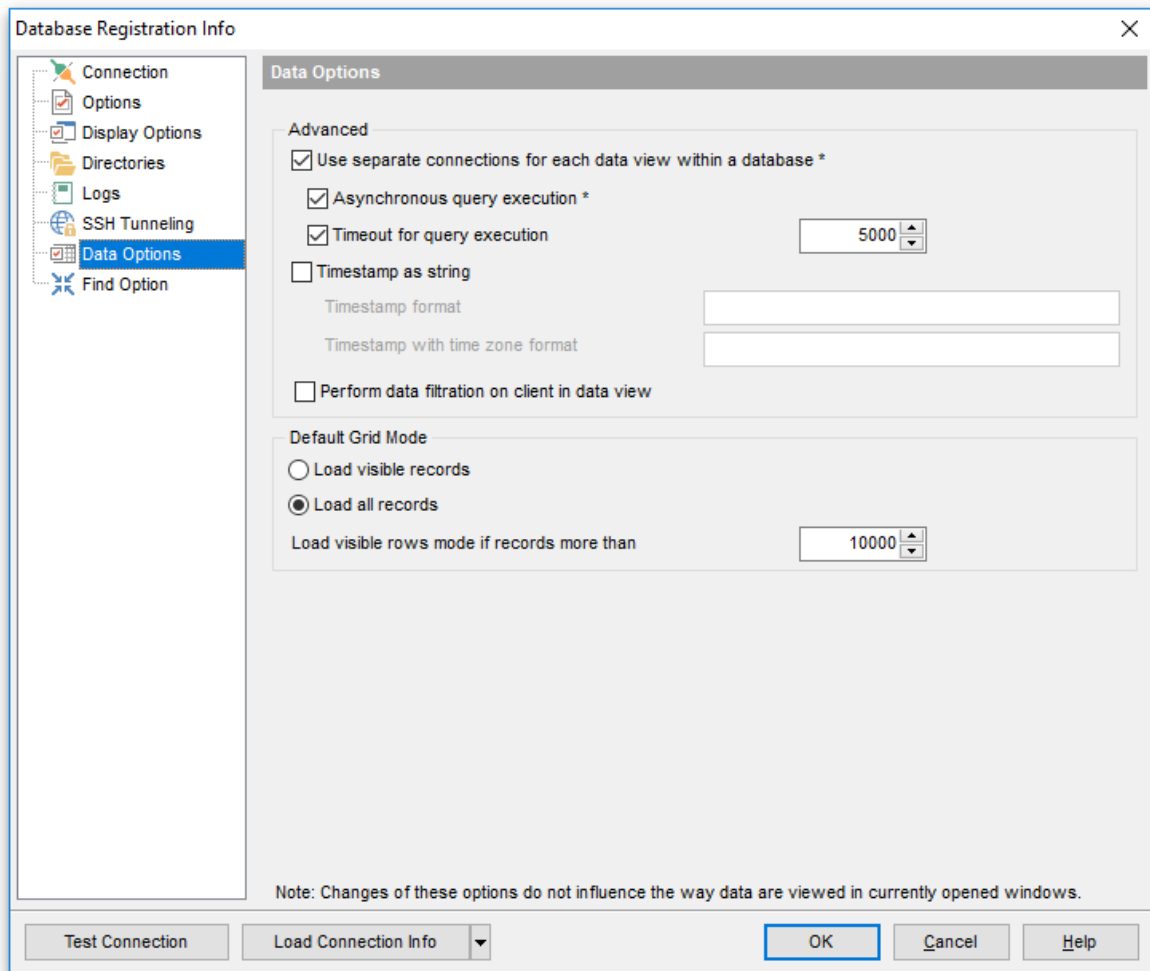 Database Registration Info
Connection
Options
Display Options
Directories
Logs
SSH Tunneling
Data Options
Find Option
Data Options
Advanced
Use separate connections for each data view within a database *
Asynchronous query execution *
Timeout for query execution 5000
Timestamp as string
Timestamp format
Timestamp with time zone format
Perform data filtration on client in data view
Default Grid Mode
Load visible records
Load all records
Load visible rows mode if records more than 10000
Note: Changes of these options do not influence the way data are viewed in currently opened windows.
Test Connection Load Connection Info OK Cancel Help